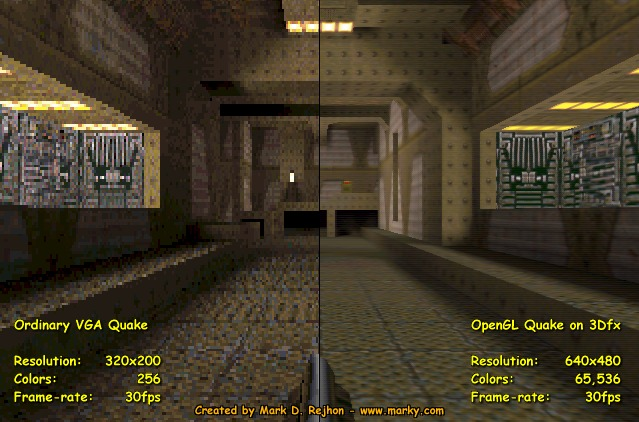 Ordinary VGA Quake
Resolution: 320x200
Colors: 256
Frame-rate: 30fps
OpenGL Quake on 3Dfx
Resolution: 640x480
Colors: 65,536
Frame-rate: 30fps
Created by Mark D. Rejhon - www.marky.com